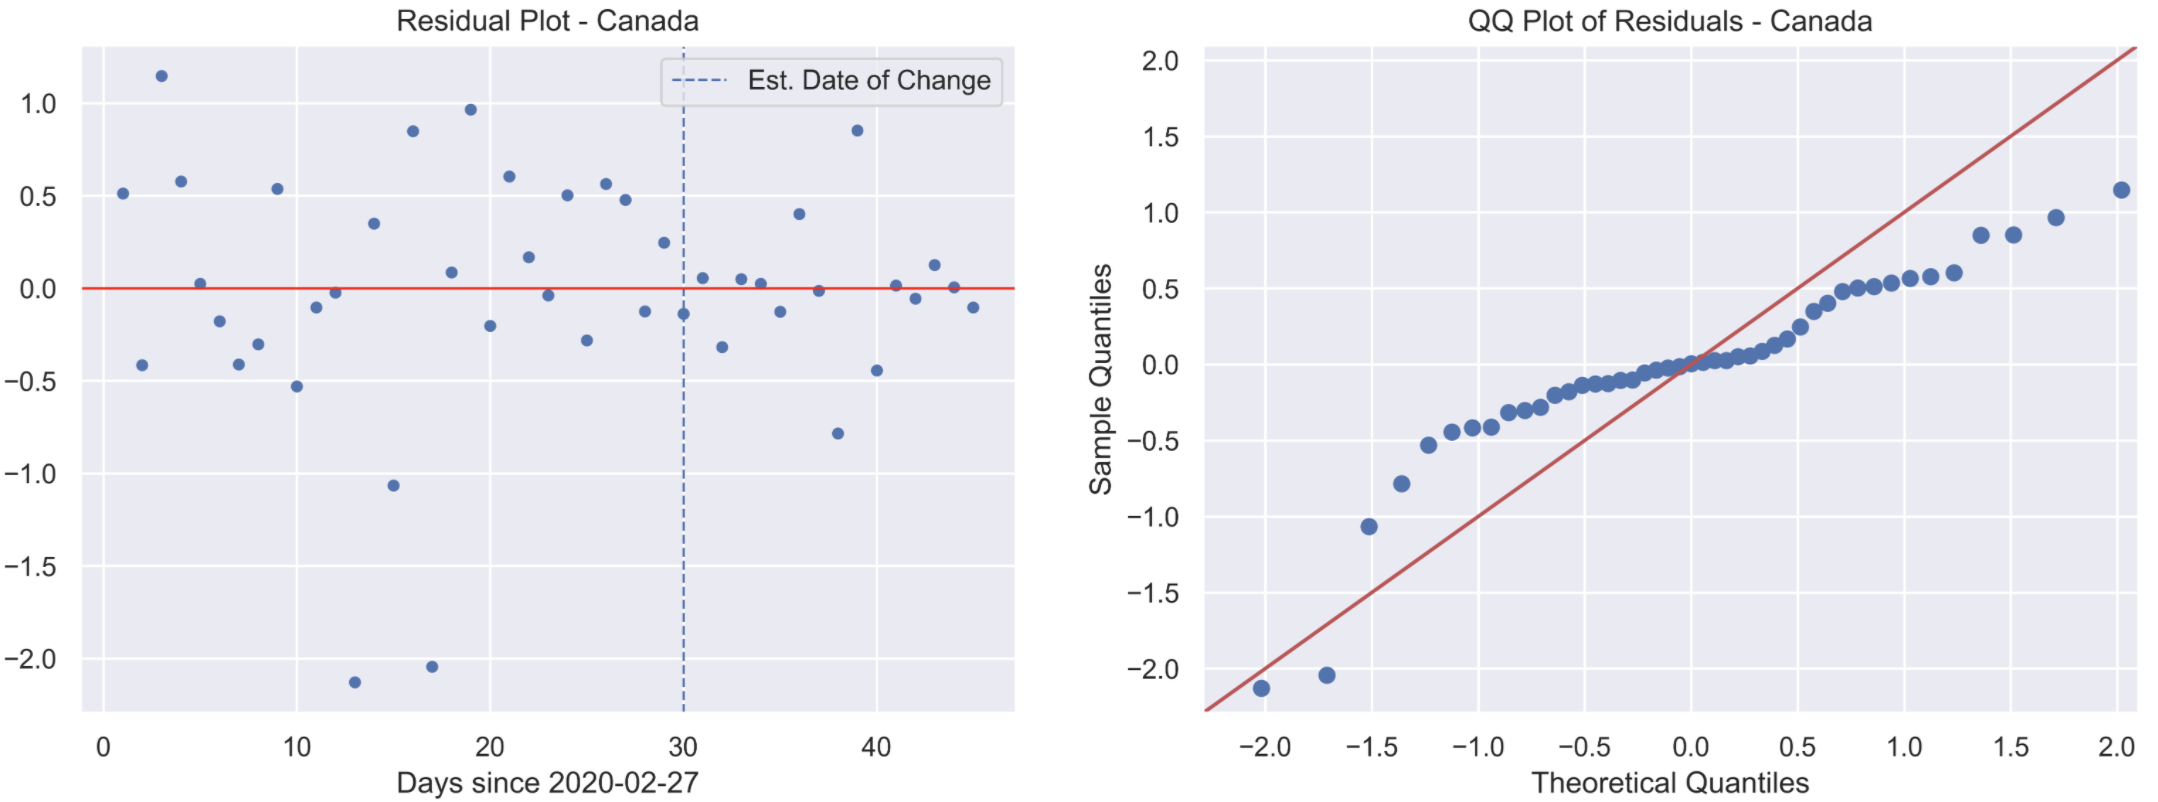 Residual Plot - Canada
Est. Date of Change
1.0
0.5
0.0
−0.5
−1.0
−1.5
−2.0
0 10 20 30 40
Days since 2020-02-27
QQ Plot of Residuals - Canada
Sample Quantiles
2.0
1.5
1.0
0.5
0.0
−0.5
−1.0
−1.5
−2.0
−2.0 −1.5 −1.0 −0.5 0.0 0.5 1.0 1.5 2.0
Theoretical Quantiles